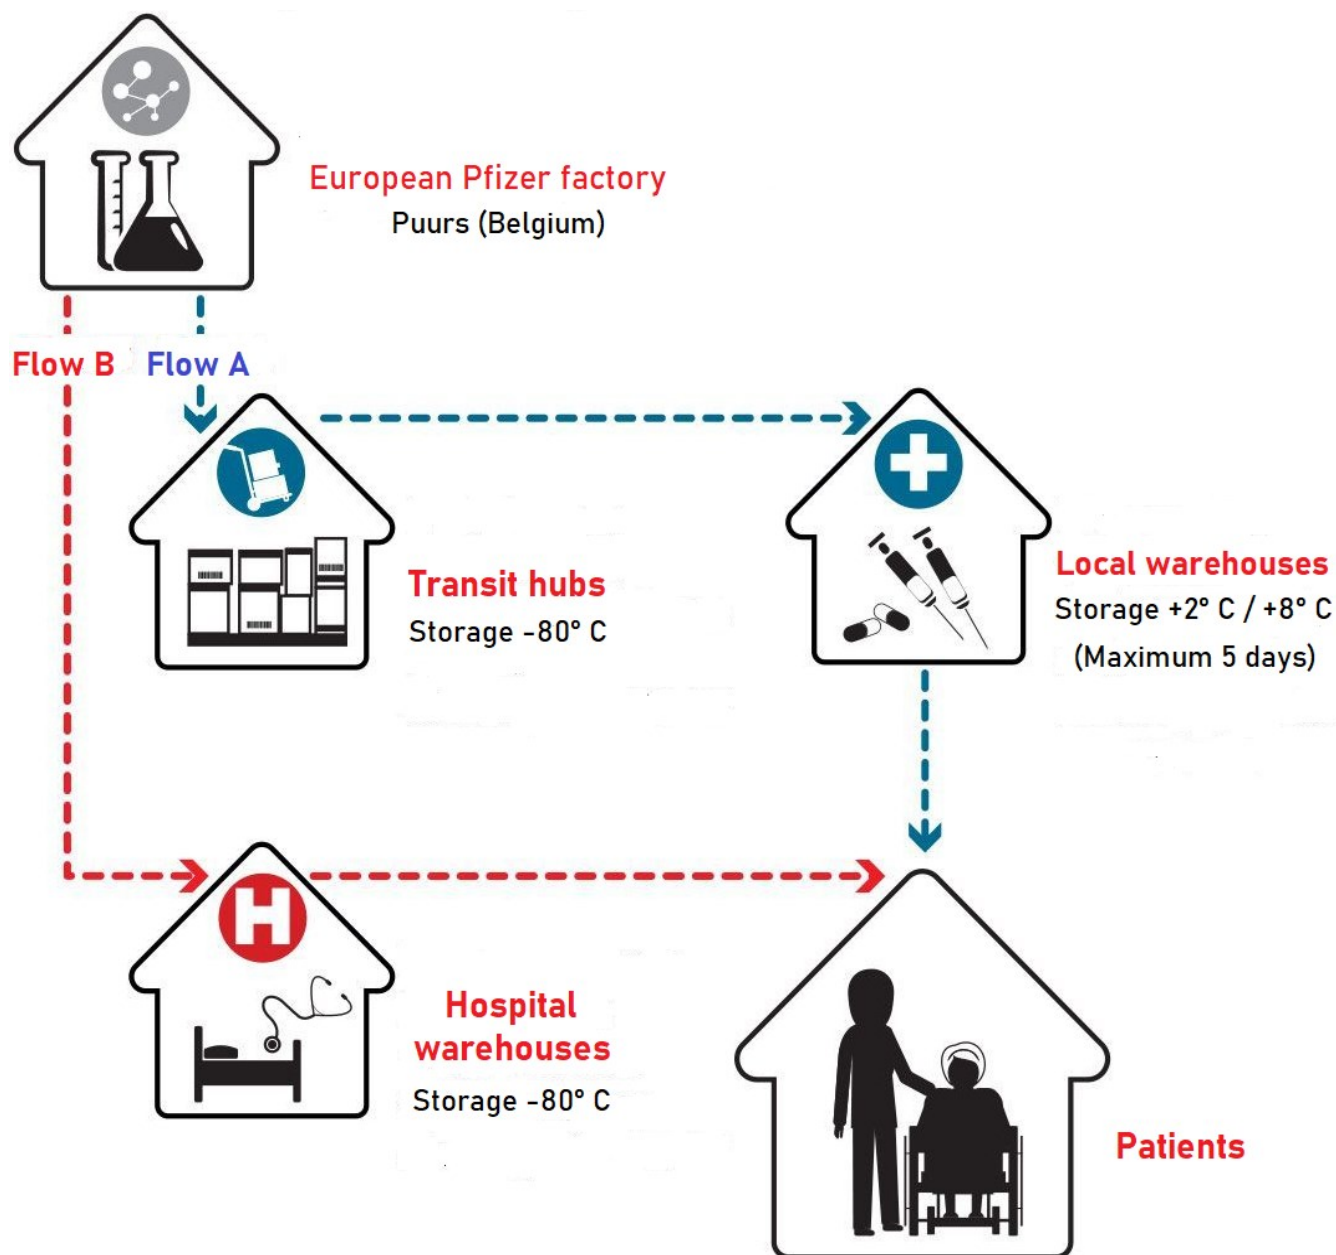 European Pfizer factory
Puurs (Belgium)
Flow B
Flow A
Transit hubs
Storage -80° C
Local warehouses
Storage +2° C / +8° C
(Maximum 5 days)
H
Hospital
warehouses
Storage -80° C
Patients